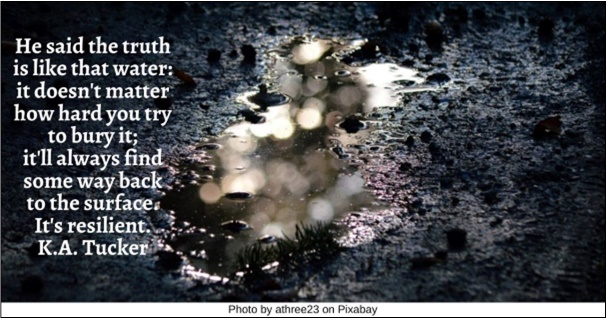 He said the truth
is like that water:
it doesn't matter
how hard you try
to bury it;
it'll always find
some way back
to the surface.
It's resilient.
K.A. Tucker
Photo by athree23 on Pixabay